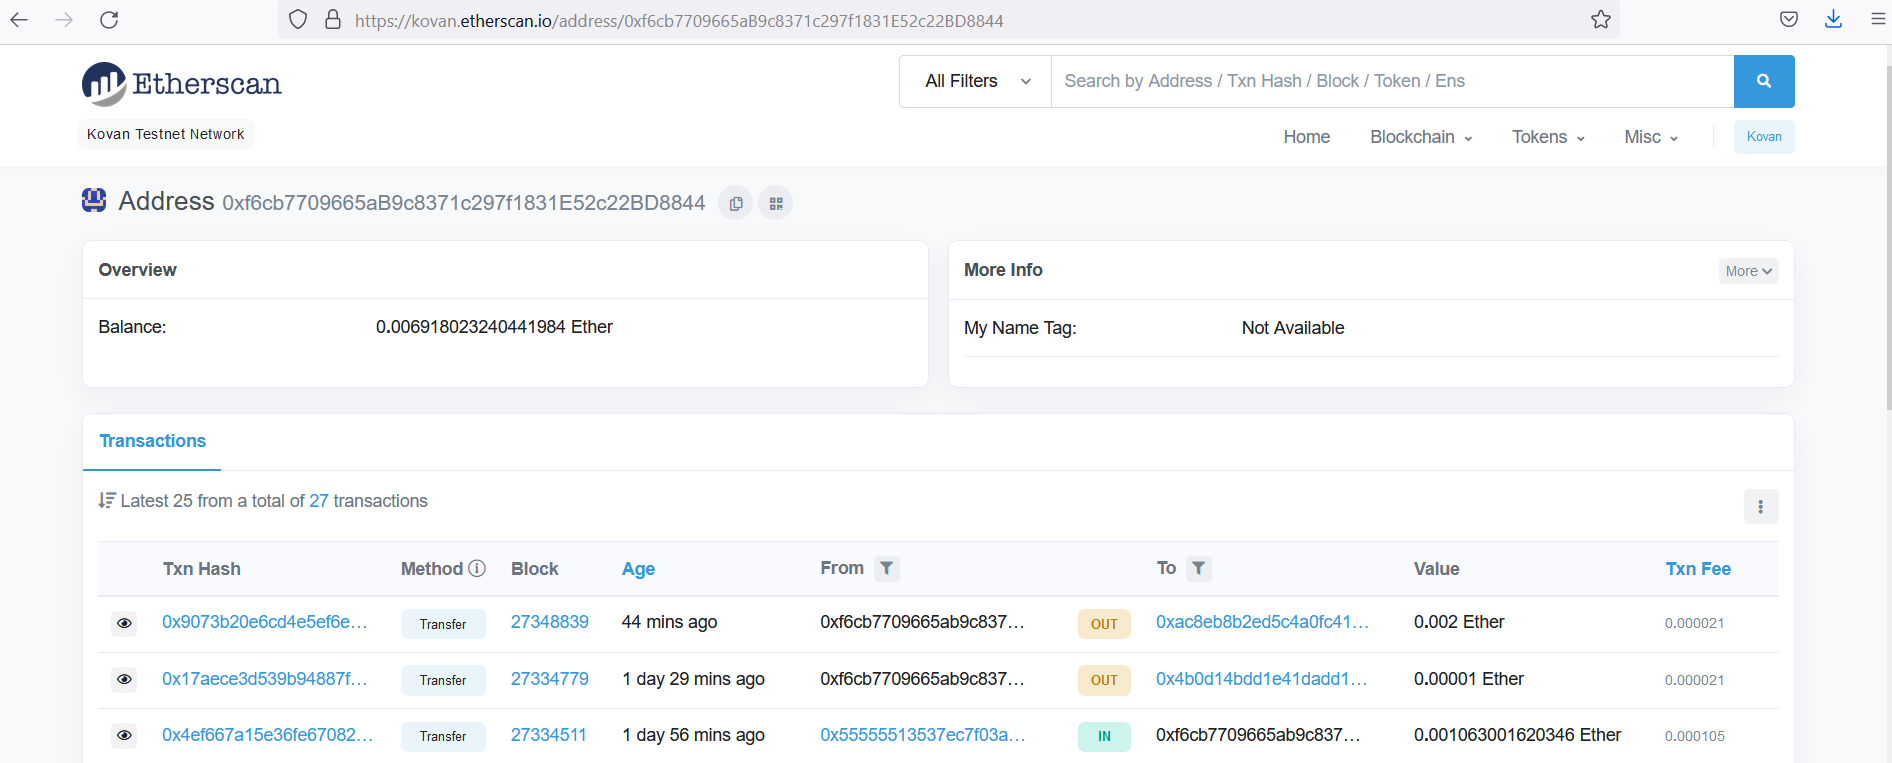 https://kovan.etherscan.io/address/0xf6cb7709665aB9c8371c297f1831E52c22BD8844
Etherscan
All Filters Search by Address / Txn Hash / Block / Token / Ens
Kovan Testnet Network
Home Blockchain Tokens Misc Kovan
Address 0xf6cb7709665aB9c8371c297f1831E52c22BD8844
Overview
Balance: 0.006918023240441984 Ether
More Info More
My Name Tag: Not Available
Transactions
Latest 25 from a total of 27 transactions
Txn Hash Method Block Age From To Value Txn Fee
0x9073b20e6cd4e5ef6e... Transfer 27348839 44 mins ago 0xf6cb7709665ab9c837... OUT 0xac8eb8b2ed5c4a0fc41... 0.002 Ether 0.000021
0x17aece3d539b94887f... Transfer 27334779 1 day 29 mins ago 0xf6cb7709665ab9c837... OUT 0x4b0d14bdd1e41dadd1... 0.00001 Ether 0.000021
0x4ef667a15e36fe67082... Transfer 27334511 1 day 56 mins ago 0x55555513537ec7f03a... IN 0xf6cb7709665ab9c837... 0.001063001620346 Ether 0.000105